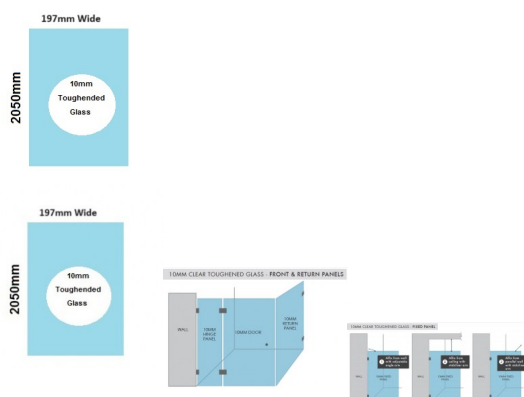 197mm Wide
2050mm
10mm
Toughended
Glass
197mm Wide
2050mm
10mm
Toughended
Glass
10MM CLEAR TOUGHENED GLASS - FRONT & RETURN PANELS
WALL
10MM
HINGE
PANEL
10MM DOOR
10MM
RETURN
PANEL
10MM CLEAR TOUGHENED GLASS - FIXED PANEL
WALL
WALL
WALL